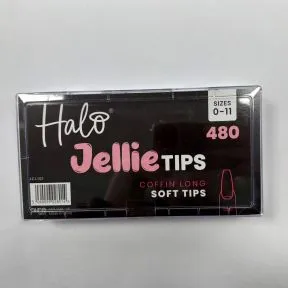 Halo
SIZES
0-11
480
Jellie TIPS
COFFIN LONG
SOFT TIPS